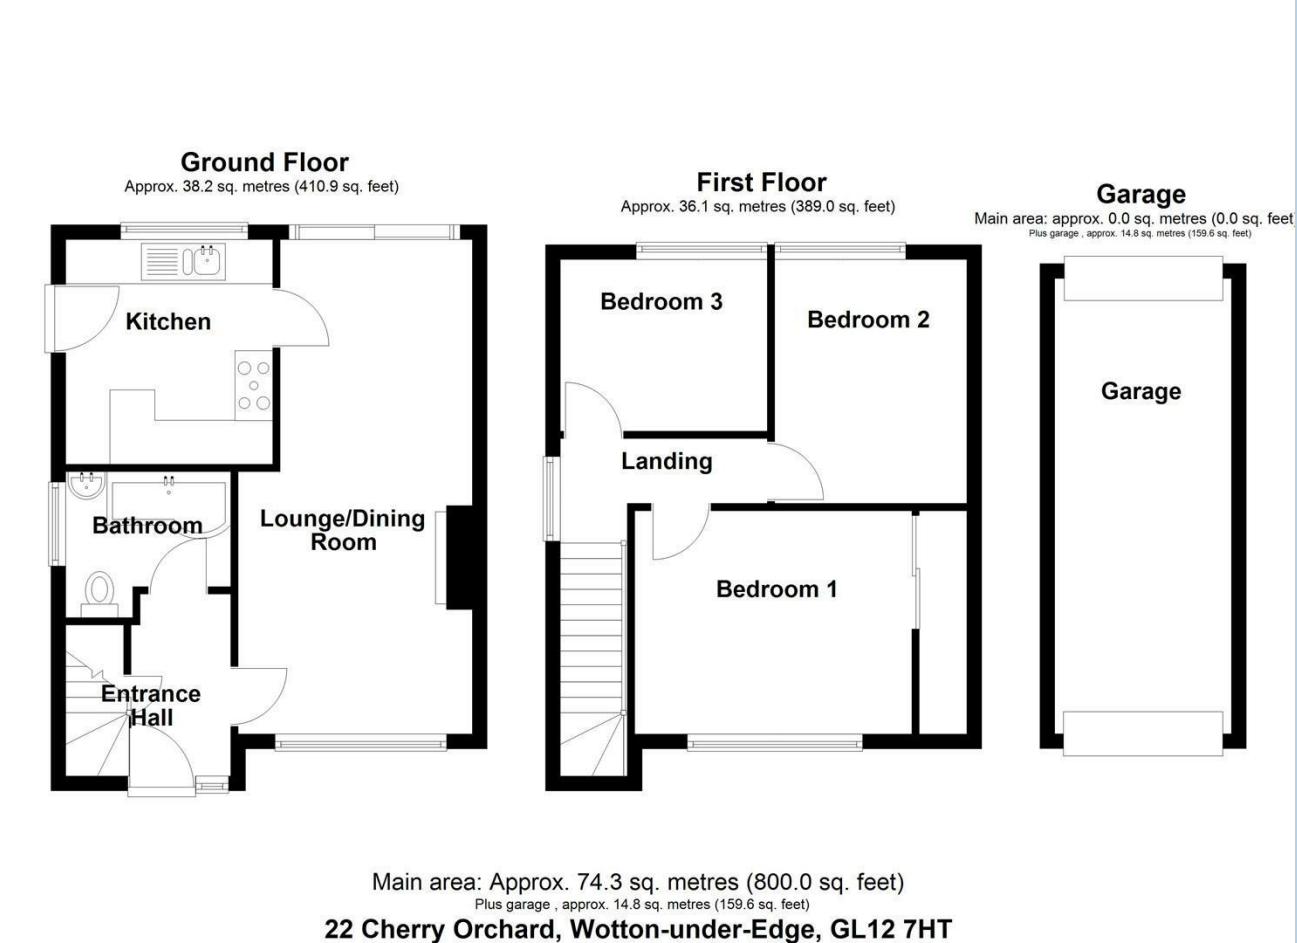 Ground Floor
Approx. 38.2 sq. metres (410.9 sq. feet)
Kitchen
Bathroom
Lounge/Dining
Room
Entrance
Hall
First Floor
Approx. 36.1 sq. metres (389.0 sq. feet)
Bedroom 3
Bedroom 2
Landing
Bedroom 1
Garage
Main area: approx. 0.0 sq. metres (0.0 sq. feet)
Plus garage , approx. 14.8 sq. metres (159.6 sq. feet)
Garage
Main area: Approx. 74.3 sq. metres (800.0 sq. feet)
Plus garage , approx. 14.8 sq. metres (159.6 sq. feet)
22 Cherry Orchard, Wotton-under-Edge, GL12 7HT